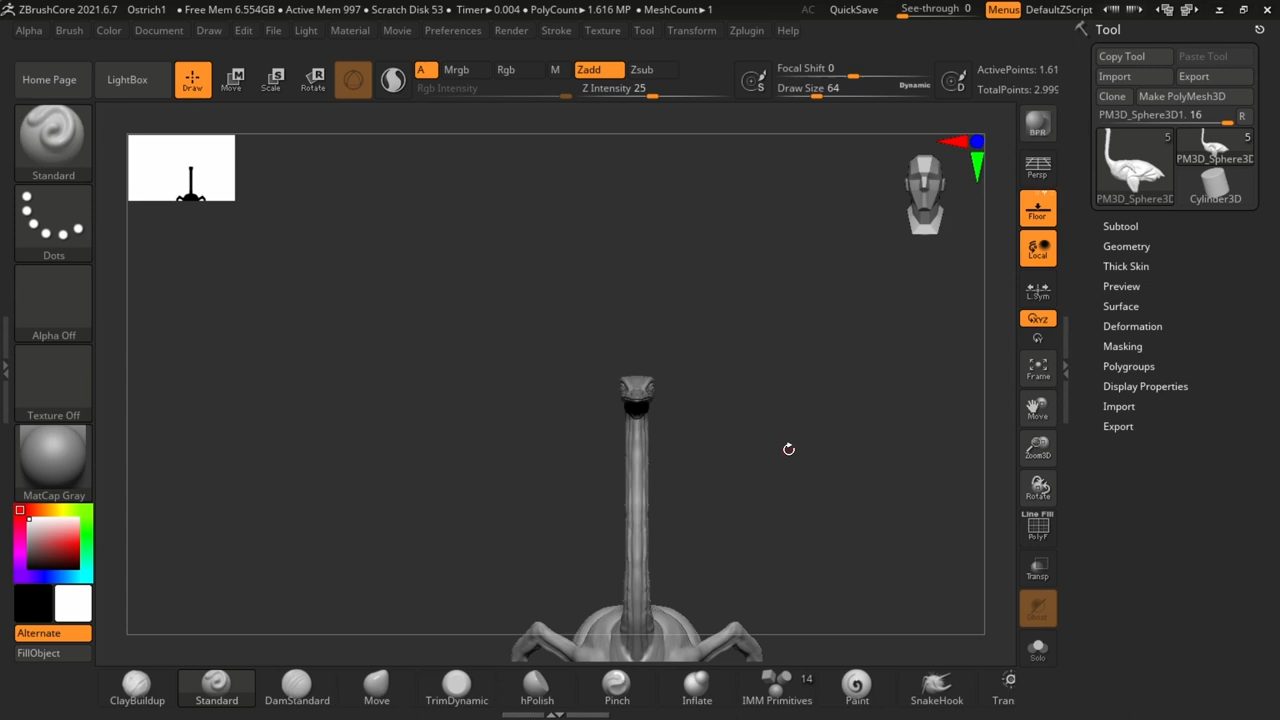 ZBrushCore 2021.6.7 Ostrich1 • Free Mem 6.554GB • Active Mem 997 • Scratch Disk 53 • Timer▸0.004 • PolyCount▸1.616 MP • MeshCount▸1 AC QuickSave See-through 0 Menus DefaultZScript
Alpha Brush Color Document Draw Edit File Light Material Movie Preferences Render Stroke Texture Tool Transform Zplugin Help
Tool
Copy Tool Paste Tool
Import Export
Clone Make PolyMesh3D
PM3D_Sphere3D1. 16 R
5 5
PM3D_Sphere3D
PM3D_Sphere3D Cylinder3D
Subtool
Geometry
Thick Skin
Preview
Surface
Deformation
Masking
Polygroups
Display Properties
Import
Export
Home Page LightBox Draw Move Scale Rotate
M S R
A Mrgb Rgb M Zadd Zsub
Rgb Intensity Z Intensity 25
S Focal Shift 0
Draw Size 64 Dynamic D
ActivePoints: 1.61
TotalPoints: 2.999
Standard
Dots
Alpha Off
Texture Off
MatCap Gray
Alternate
FillObject
BPR
Persp
Floor
Local
L.Sym
XYZ
Y
Frame
Move
Zoom3D
Rotate
Line Fill
PolyF
Transp
Ghost
Solo
ClayBuildup Standard DamStandard Move TrimDynamic hPolish Pinch Inflate IMM Primitives 14 Paint SnakeHook Tran